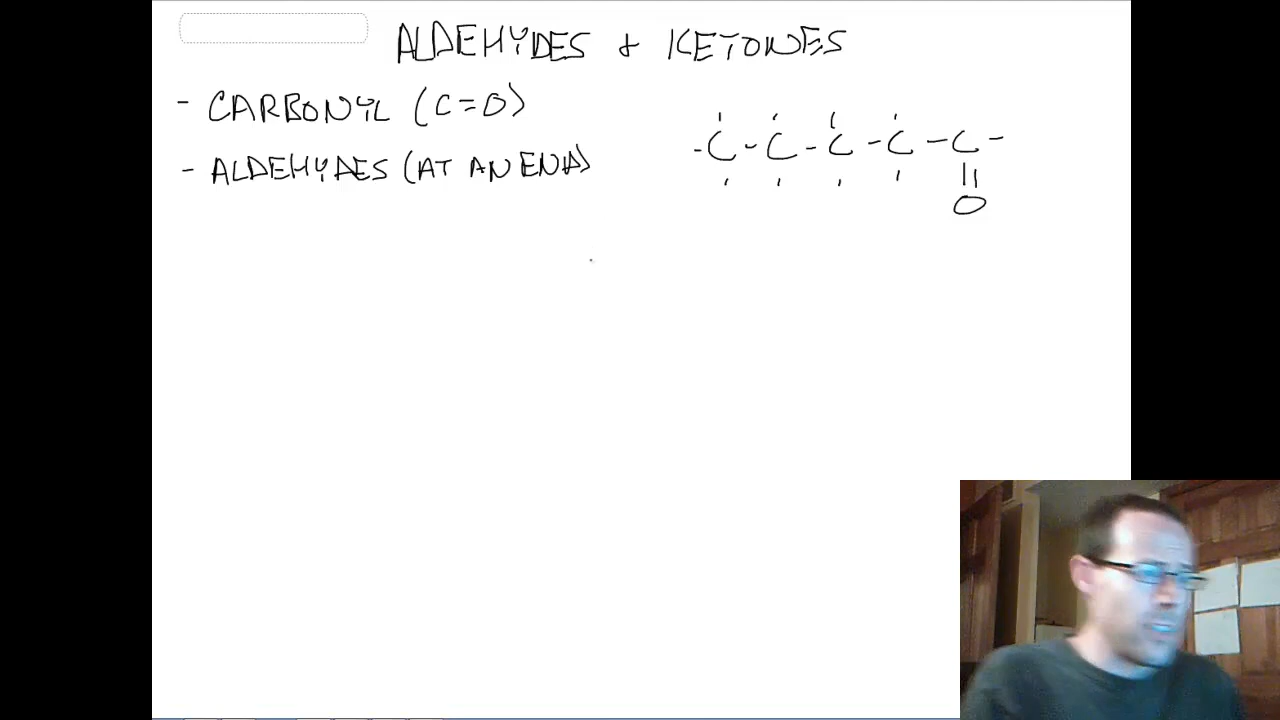 ALDEHYDES + KETONES
- CARBONYL (C=O)
- ALDEHYDES (AT AN END)
- C - C - C - C - C -
||
O